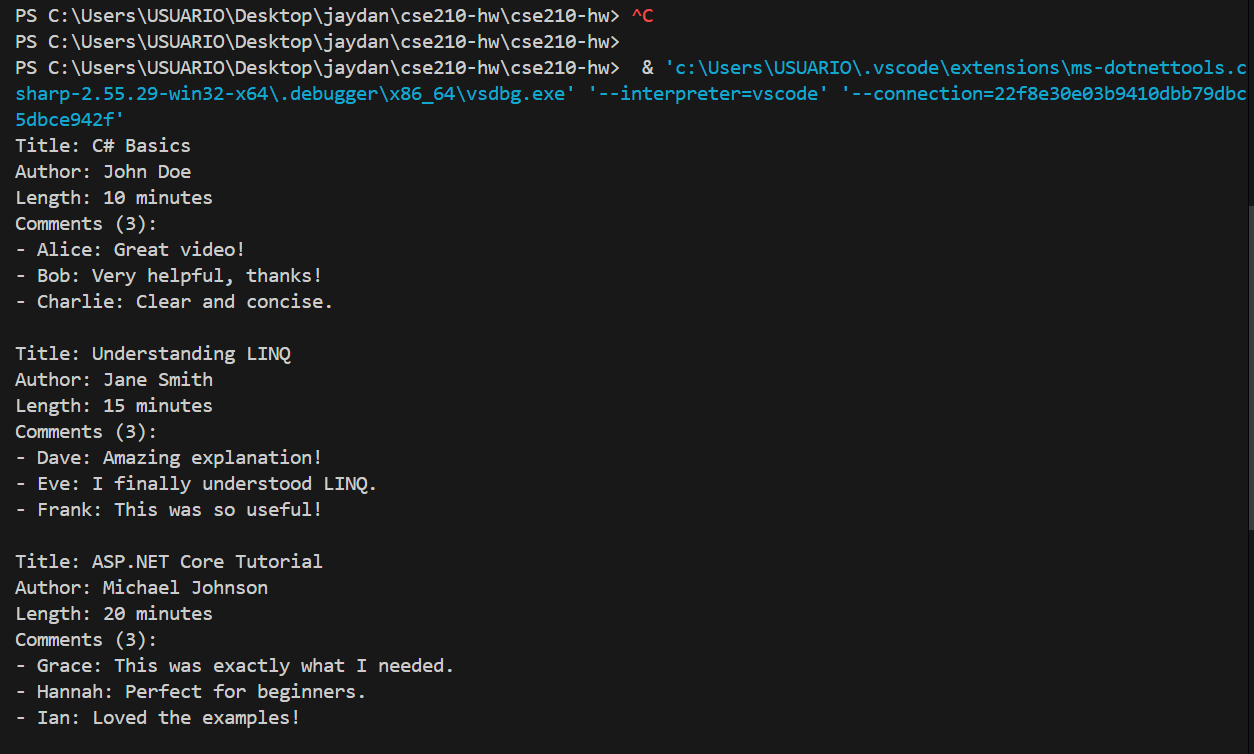 PS C:\Users\USUARIO\Desktop\jaydan\cse210-hw\cse210-hw> ^C
PS C:\Users\USUARIO\Desktop\jaydan\cse210-hw\cse210-hw>
PS C:\Users\USUARIO\Desktop\jaydan\cse210-hw\cse210-hw>  & 'c:\Users\USUARIO\.vscode\extensions\ms-dotnettools.c
sharp-2.55.29-win32-x64\.debugger\x86_64\vsdbg.exe' '--interpreter=vscode' '--connection=22f8e30e03b9410dbb79dbc
5dbce942f'
Title: C# Basics
Author: John Doe
Length: 10 minutes
Comments (3):
- Alice: Great video!
- Bob: Very helpful, thanks!
- Charlie: Clear and concise.

Title: Understanding LINQ
Author: Jane Smith
Length: 15 minutes
Comments (3):
- Dave: Amazing explanation!
- Eve: I finally understood LINQ.
- Frank: This was so useful!

Title: ASP.NET Core Tutorial
Author: Michael Johnson
Length: 20 minutes
Comments (3):
- Grace: This was exactly what I needed.
- Hannah: Perfect for beginners.
- Ian: Loved the examples!